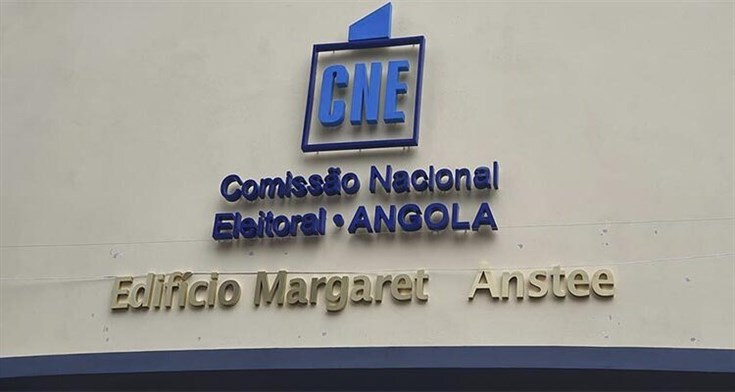 CNE
Comissão Nacional
Eleitoral • ANGOLA
Edifício Margaret Anstee